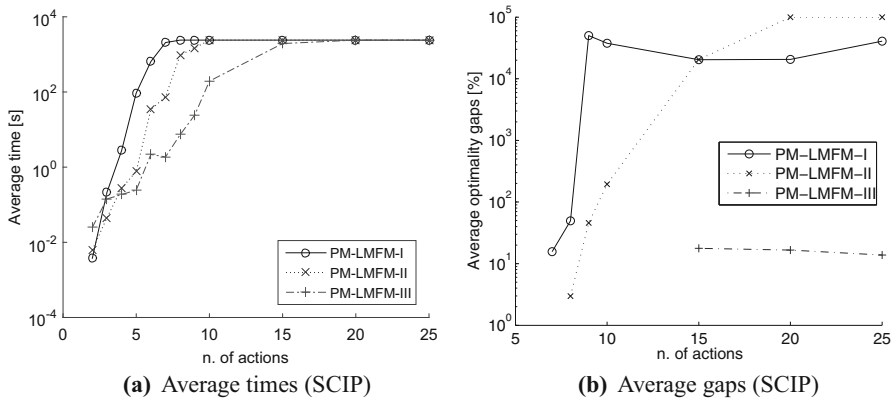 10^4
10^2
10^0
10^-2
10^-4
Average time [s]
0 5 10 15 20 25
n. of actions
PM-LMFM-I
PM-LMFM-II
PM-LMFM-III
(a) Average times (SCIP)
10^5
10^4
10^3
10^2
10^1
10^0
Average optimality gaps [%]
5 10 15 20 25
n. of actions
PM−LMFM−I
PM−LMFM−II
PM−LMFM−III
(b) Average gaps (SCIP)